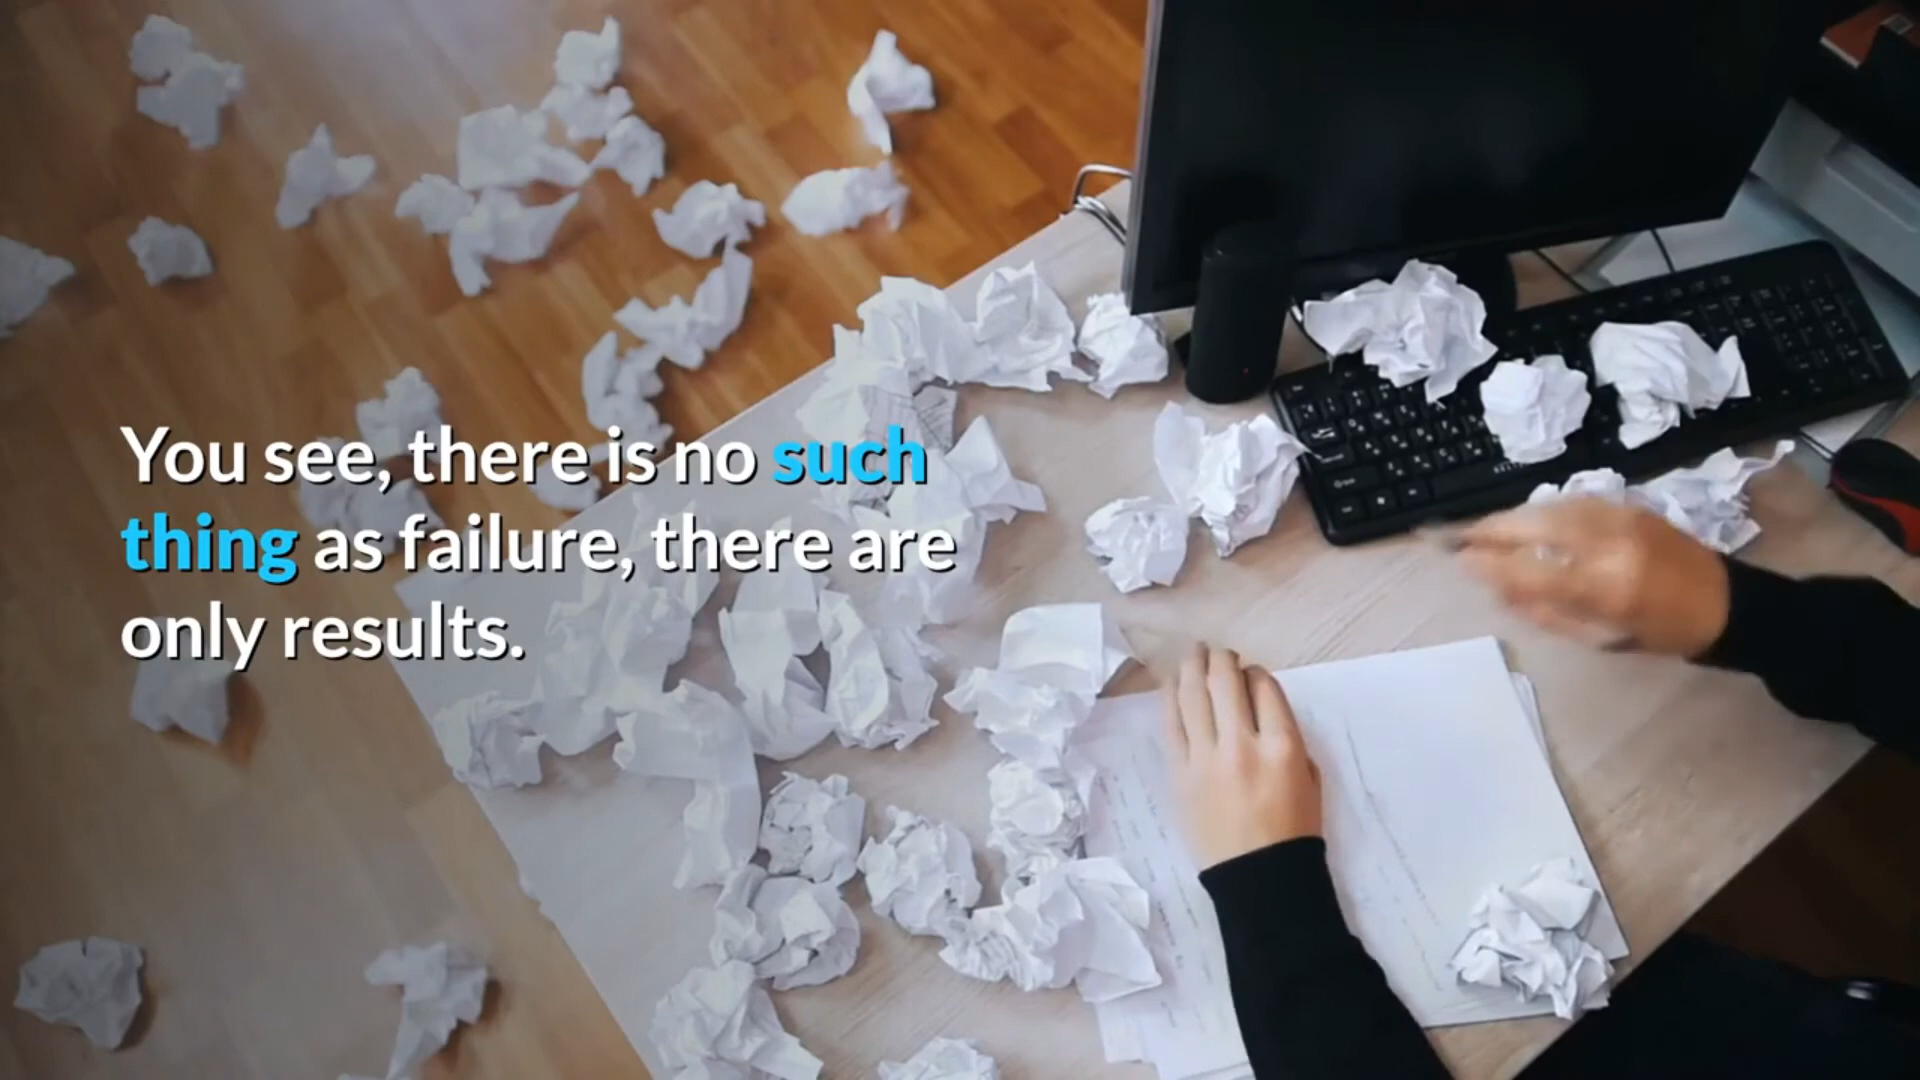 You see, there is no such
thing as failure, there are
only results.